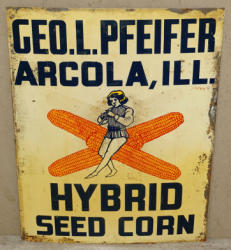 GEO.L.PFEIFER
ARCOLA, ILL.
HYBRID
SEED CORN